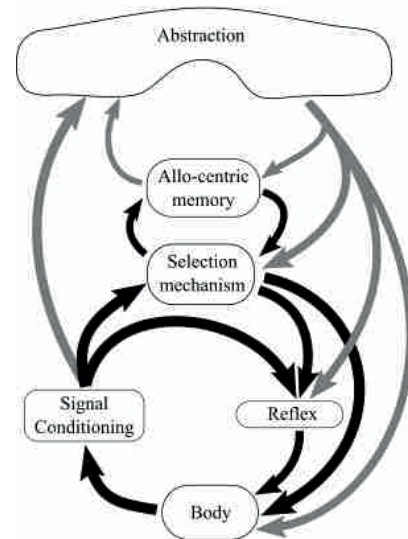 Abstraction
Allo-centric
memory
Selection
mechanism
Signal
Conditioning
Reflex
Body